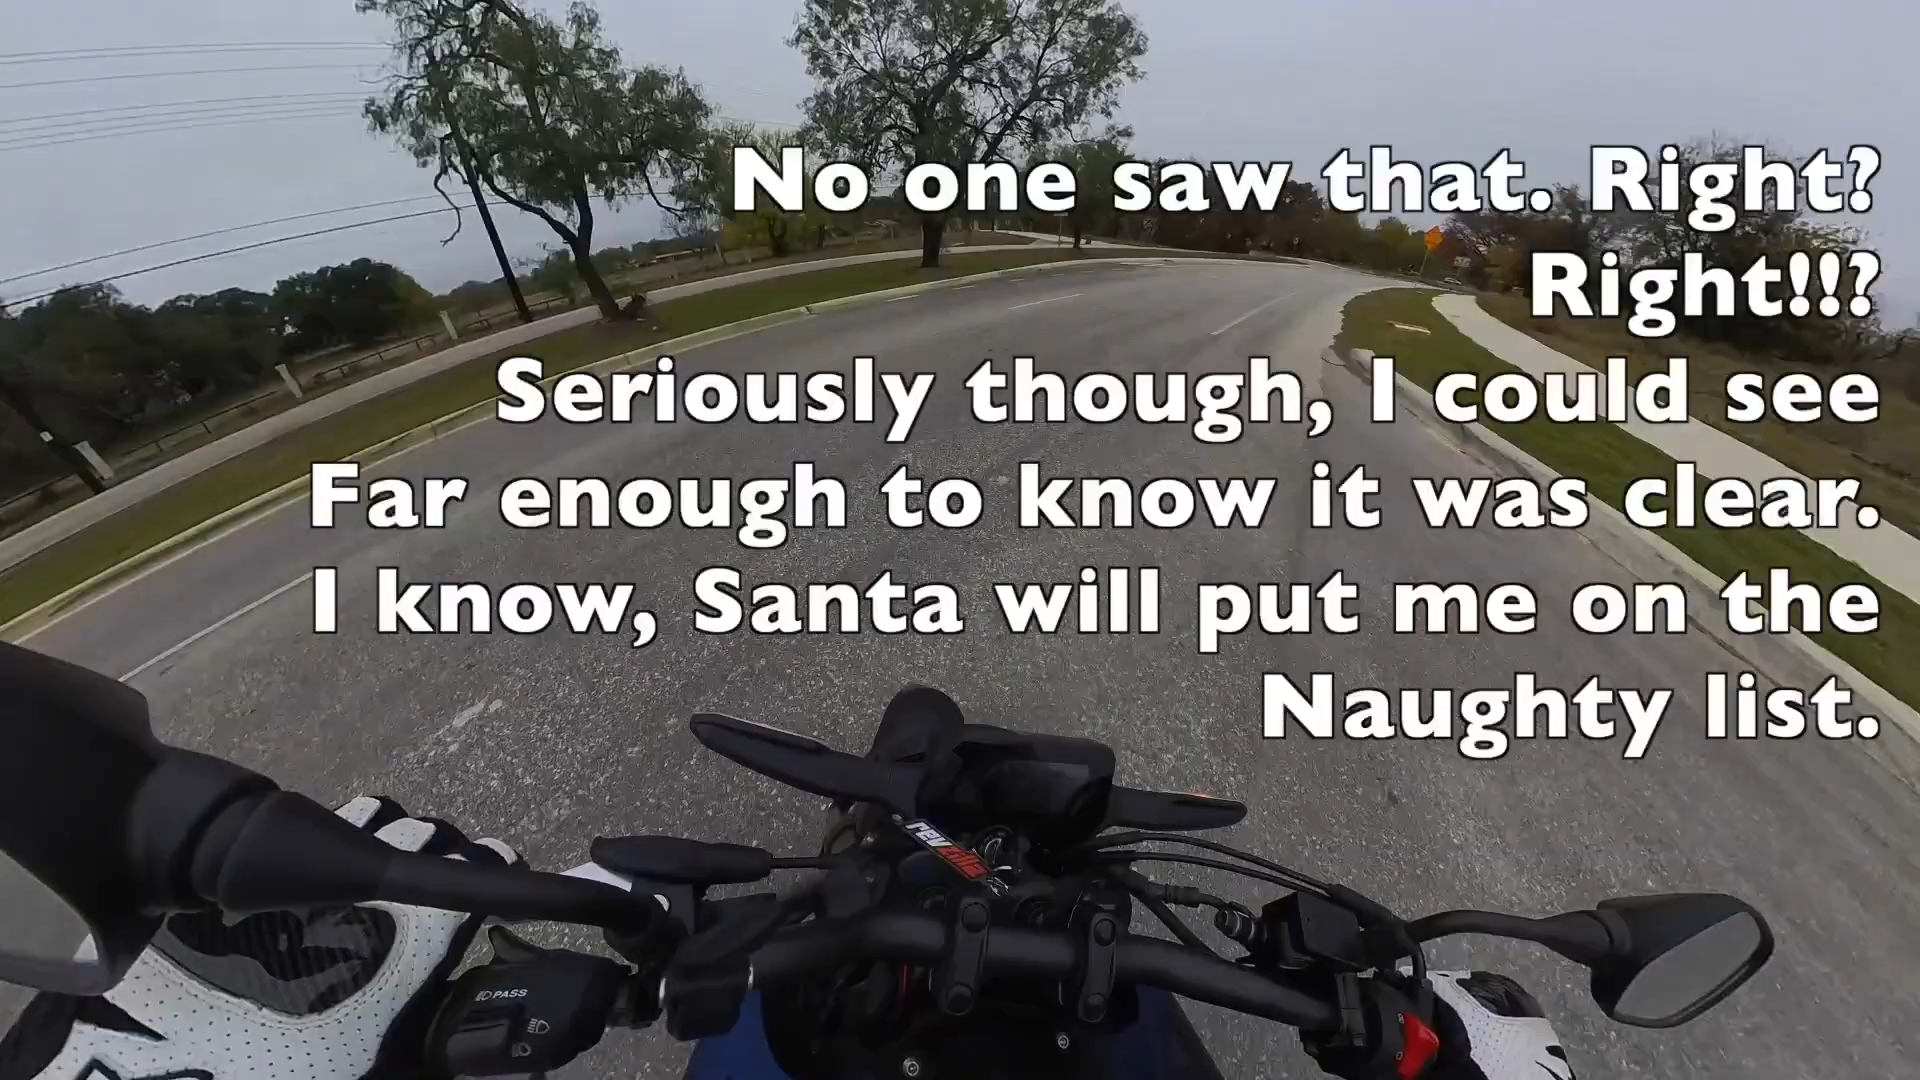 No one saw that. Right?
Right!!?
Seriously though, I could see
Far enough to know it was clear.
I know, Santa will put me on the
Naughty list.
revzilla
PASS